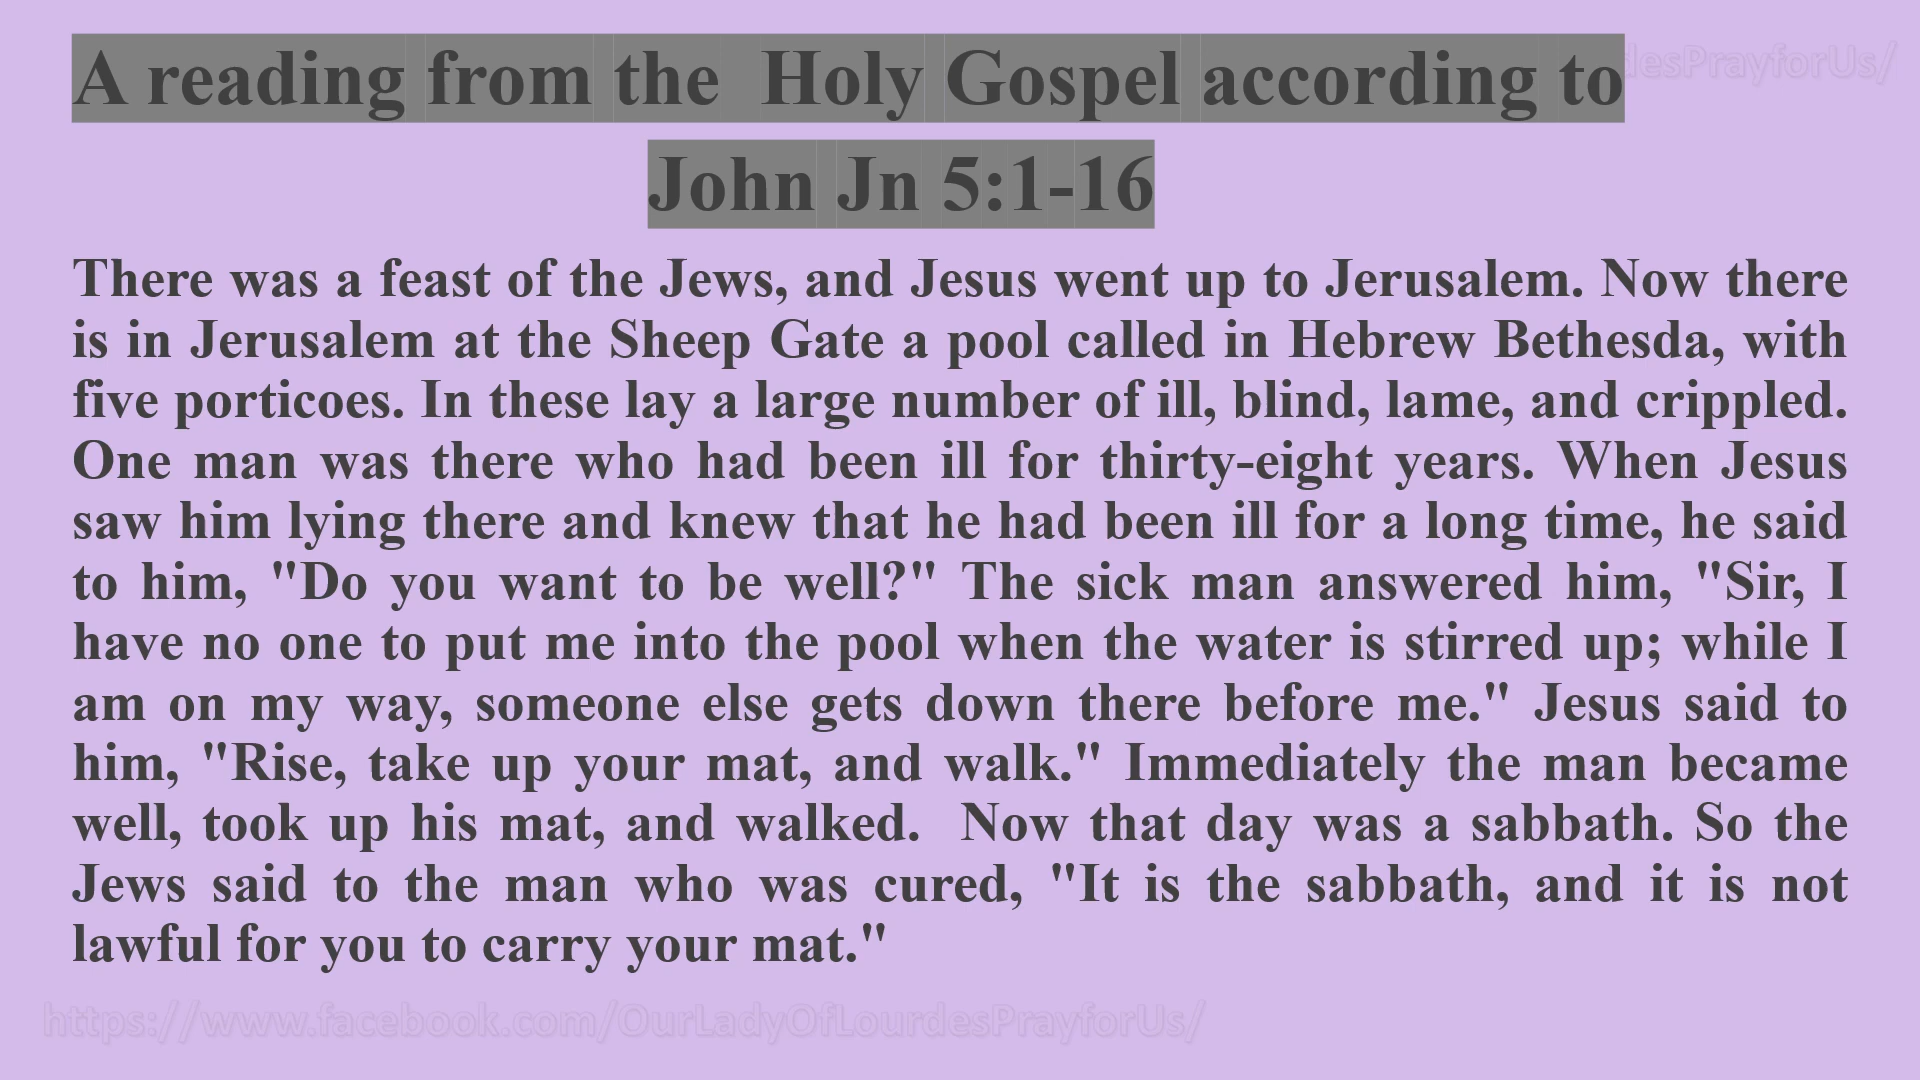 A reading from the  Holy Gospel according to
desPrayforUs/
John Jn 5:1-16
There was a feast of the Jews, and Jesus went up to Jerusalem. Now there
is in Jerusalem at the Sheep Gate a pool called in Hebrew Bethesda, with
five porticoes. In these lay a large number of ill, blind, lame, and crippled.
One man was there who had been ill for thirty-eight years. When Jesus
saw him lying there and knew that he had been ill for a long time, he said
to him, "Do you want to be well?" The sick man answered him, "Sir, I
have no one to put me into the pool when the water is stirred up; while I
am on my way, someone else gets down there before me." Jesus said to
him, "Rise, take up your mat, and walk." Immediately the man became
well, took up his mat, and walked.  Now that day was a sabbath. So the
Jews said to the man who was cured, "It is the sabbath, and it is not
lawful for you to carry your mat."
https://www.facebook.com/OurLadyOfLourdesPrayforUs/